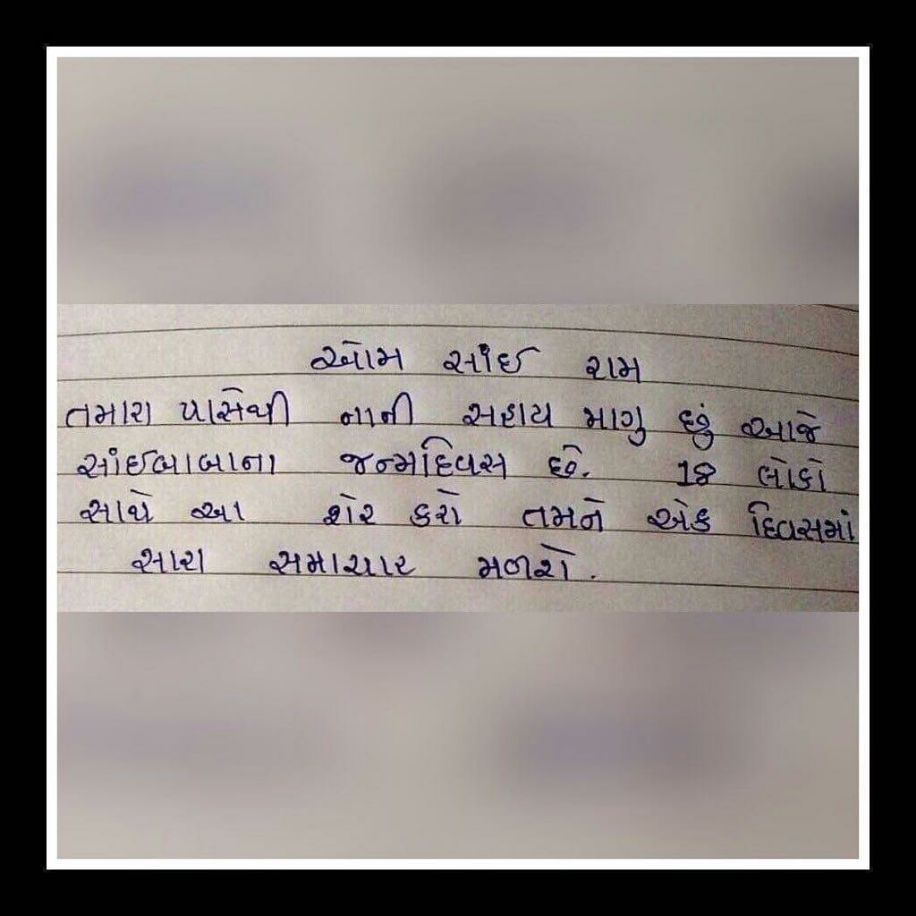 ઓમ સાંઈ રામ
તમારા પાસેથી નાની સહાય માગુ છું આજે
સાંઈબાબાના જન્મદિવસ છે. 18 લોકો
સાથે આ શેર કરો તમને એક દિવસમાં
સારા સમાચાર મળશે.